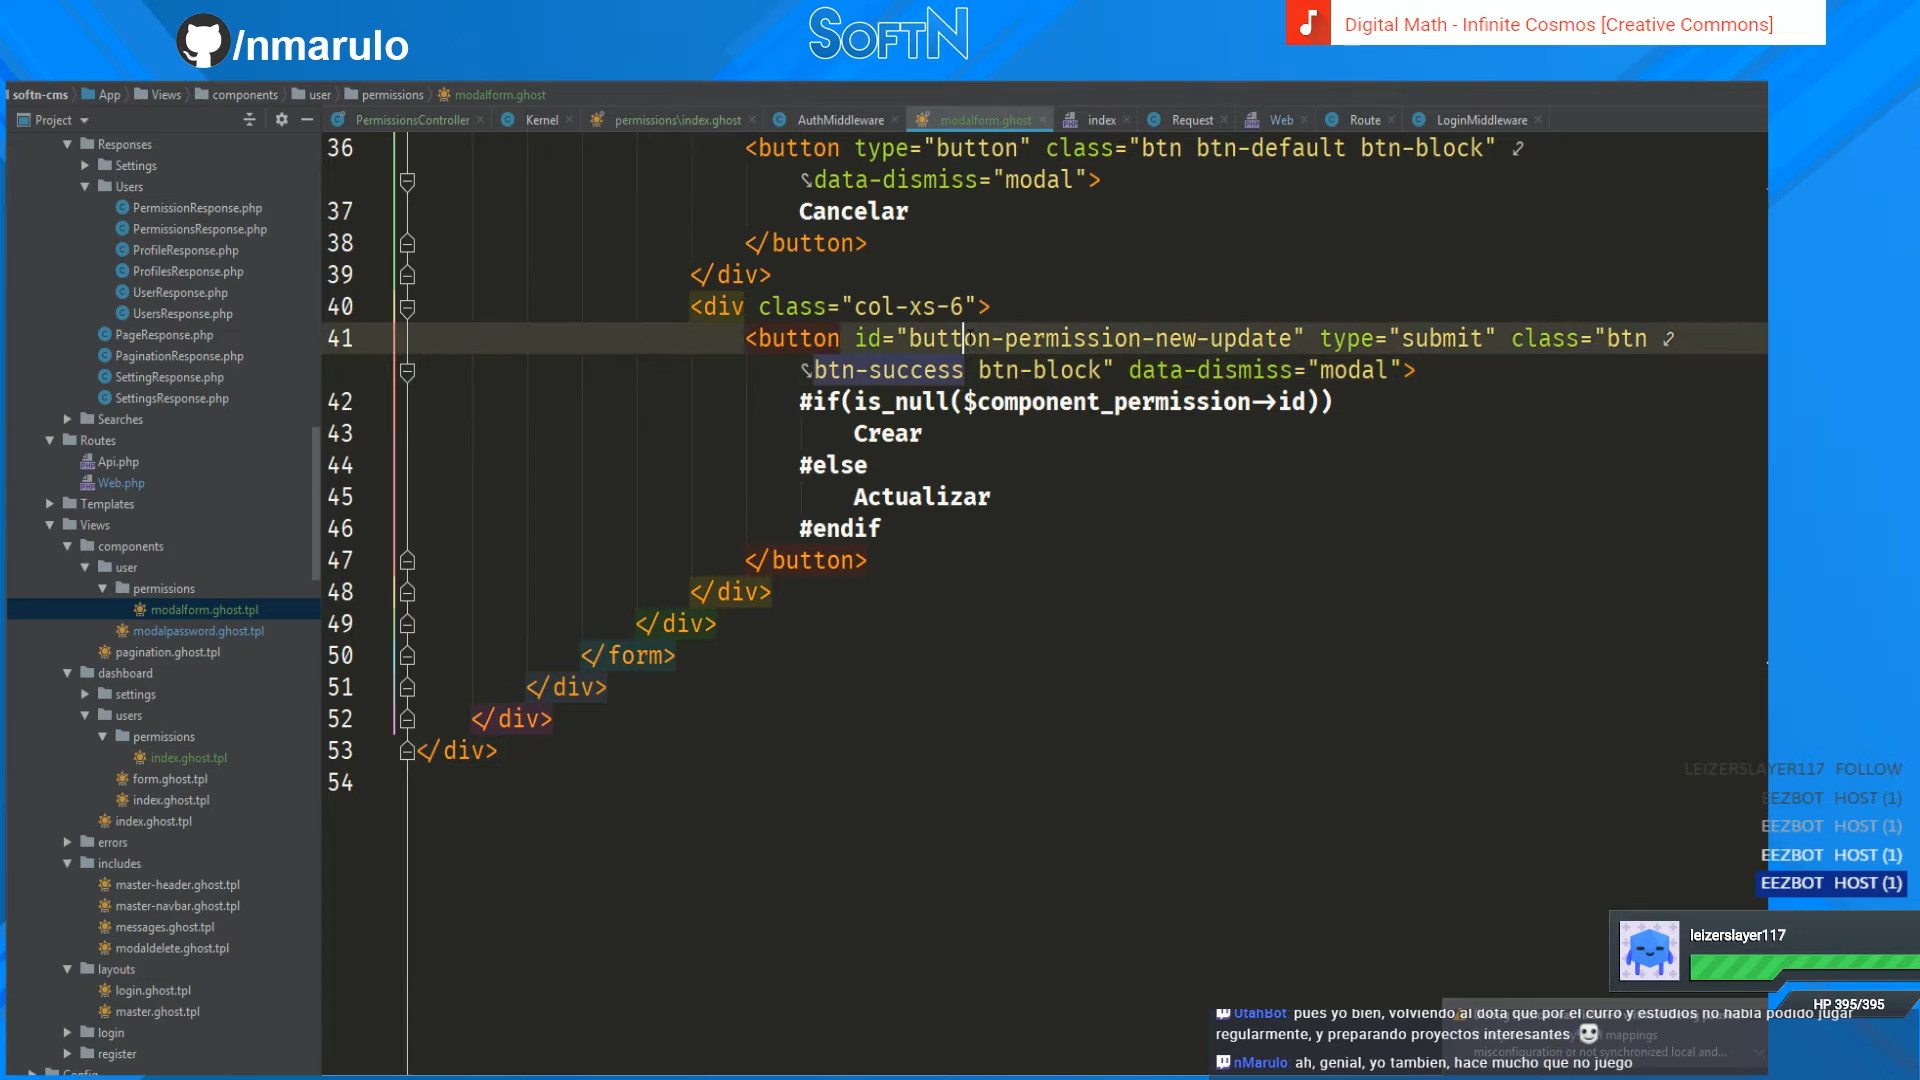 /nmarulo
SOFTN
Digital Math - Infinite Cosmos [Creative Commons]
softn-cms App Views components user permissions modalform.ghost
Project
PermissionsController Kernel permissions\index.ghost AuthMiddleware modalform.ghost index Request Web Route LoginMiddleware
Responses
Settings
Users
PermissionResponse.php
PermissionsResponse.php
ProfileResponse.php
ProfilesResponse.php
UserResponse.php
UsersResponse.php
PageResponse.php
PaginationResponse.php
SettingResponse.php
SettingsResponse.php
Searches
Routes
Api.php
Web.php
Templates
Views
components
user
permissions
modalform.ghost.tpl
modalpassword.ghost.tpl
pagination.ghost.tpl
dashboard
settings
users
permissions
index.ghost.tpl
form.ghost.tpl
index.ghost.tpl
index.ghost.tpl
errors
includes
master-header.ghost.tpl
master-navbar.ghost.tpl
messages.ghost.tpl
modaldelete.ghost.tpl
layouts
login.ghost.tpl
master.ghost.tpl
login
register
Config
36 <button type="button" class="btn btn-default btn-block"
data-dismiss="modal">
37 Cancelar
38 </button>
39 </div>
40 <div class="col-xs-6">
41 <button id="button-permission-new-update" type="submit" class="btn
btn-success btn-block" data-dismiss="modal">
42 #if(is_null($component_permission->id))
43 Crear
44 #else
45 Actualizar
46 #endif
47 </button>
48 </div>
49 </div>
50 </form>
51 </div>
52 </div>
53 </div>
54
LEIZERSLAYER117 FOLLOW
EEZBOT HOST (1)
EEZBOT HOST (1)
EEZBOT HOST (1)
EEZBOT HOST (1)
leizerslayer117
HP 395/395
UtahBot: pues yo bien, volviendo al dota que por el curro y estudios no había podido jugar
regularmente, y preparando proyectos interesantes
mappings
misconfiguration or not synchronized local and...
nMarulo: ah, genial, yo tambien, hace mucho que no juego